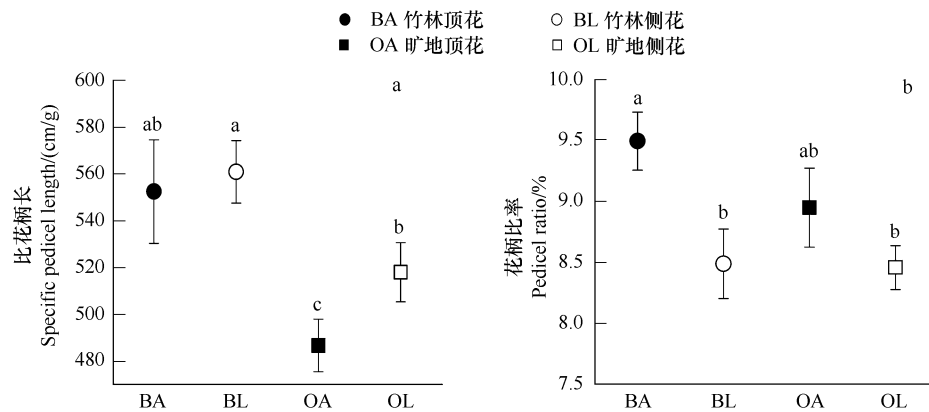 ● BA 竹林顶花 ○ BL 竹林侧花
■ OA 旷地顶花 □ OL 旷地侧花
比花柄长
Specific pedicel length/(cm/g)
600
580
560
540
520
500
480
a
ab
a
c
b
BA BL OA OL
花柄比率
Pedicel ratio/%
10.0
9.5
9.0
8.5
8.0
7.5
b
a
b
ab
b
BA BL OA OL